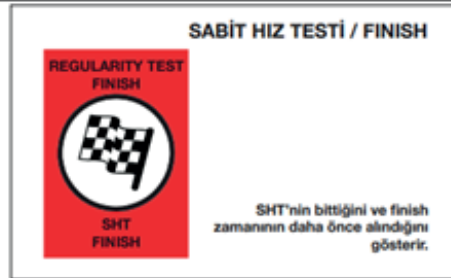 SABİT HIZ TESTİ / FINISH
REGULARITY TEST
FINISH
SHT
FINISH
SHT'nin bittiğini ve finish
zamanının daha önce alındığını
gösterir.